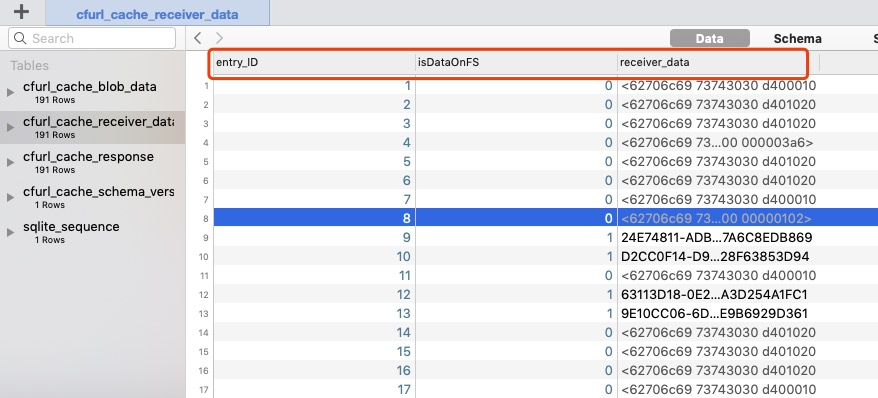 cfurl_cache_receiver_data
Search
Data
Schema
Tables
cfurl_cache_blob_data
191 Rows
cfurl_cache_receiver_data
191 Rows
cfurl_cache_response
191 Rows
cfurl_cache_schema_vers
1 Rows
sqlite_sequence
1 Rows
entry_ID isDataOnFS receiver_data
1 1 0 <62706c69 73743030 d400010
2 2 0 <62706c69 73743030 d401020
3 3 0 <62706c69 73743030 d401020
4 4 0 <62706c69 73...00 000003a6>
5 5 0 <62706c69 73743030 d401020
6 6 0 <62706c69 73743030 d401020
7 7 0 <62706c69 73743030 d400010
8 8 0 <62706c69 73...00 00000102>
9 9 1 24E74811-ADB...7A6C8EDB869
10 10 1 D2CC0F14-D9...28F63853D94
11 11 0 <62706c69 73743030 d400010
12 12 1 63113D18-0E2...A3D254A1FC1
13 13 1 9E10CC06-6D...E9B6929D361
14 14 0 <62706c69 73743030 d401020
15 15 0 <62706c69 73743030 d401020
16 16 0 <62706c69 73743030 d401020
17 17 0 <62706c69 73743030 d400010